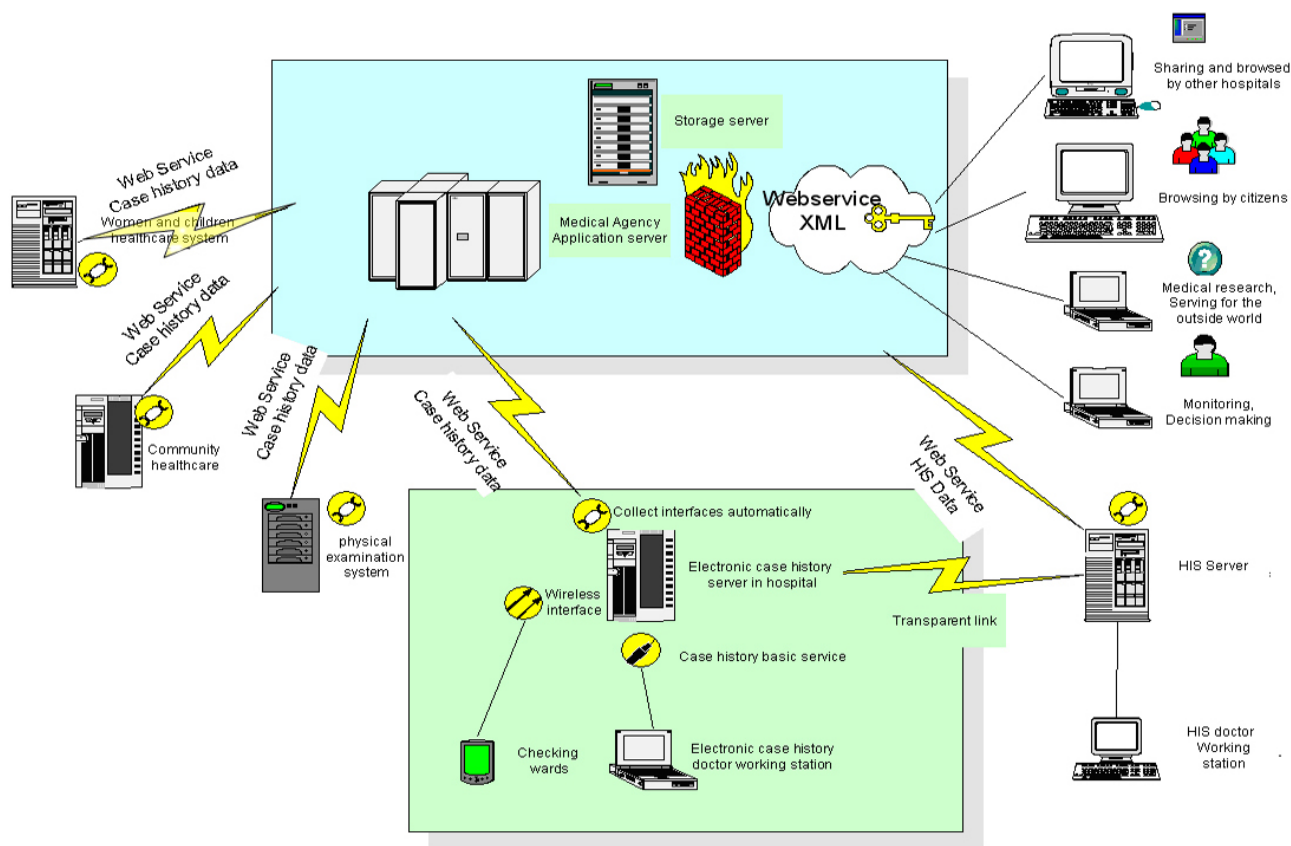 Sharing and browsed
by other hospitals
Storage server
Web Service
Case history data
Webservice
XML
Browsing by citizens
Women and children
healthcare system
Medical Agency
Application server
Web Service
Case history data
Medical research,
Serving for the
outside world
Web Service
Case history data
Web Service
Case history data
Monitoring,
Decision making
Community
healthcare
Web Service
HIS Data
Collect interfaces automatically
physical
examination
system
Electronic case history
server in hospital
HIS Server
:
Wireless
interface
Transparent link
Case history basic service
Checking
wards
Electronic case history
doctor working station
HIS doctor
Working
station
.